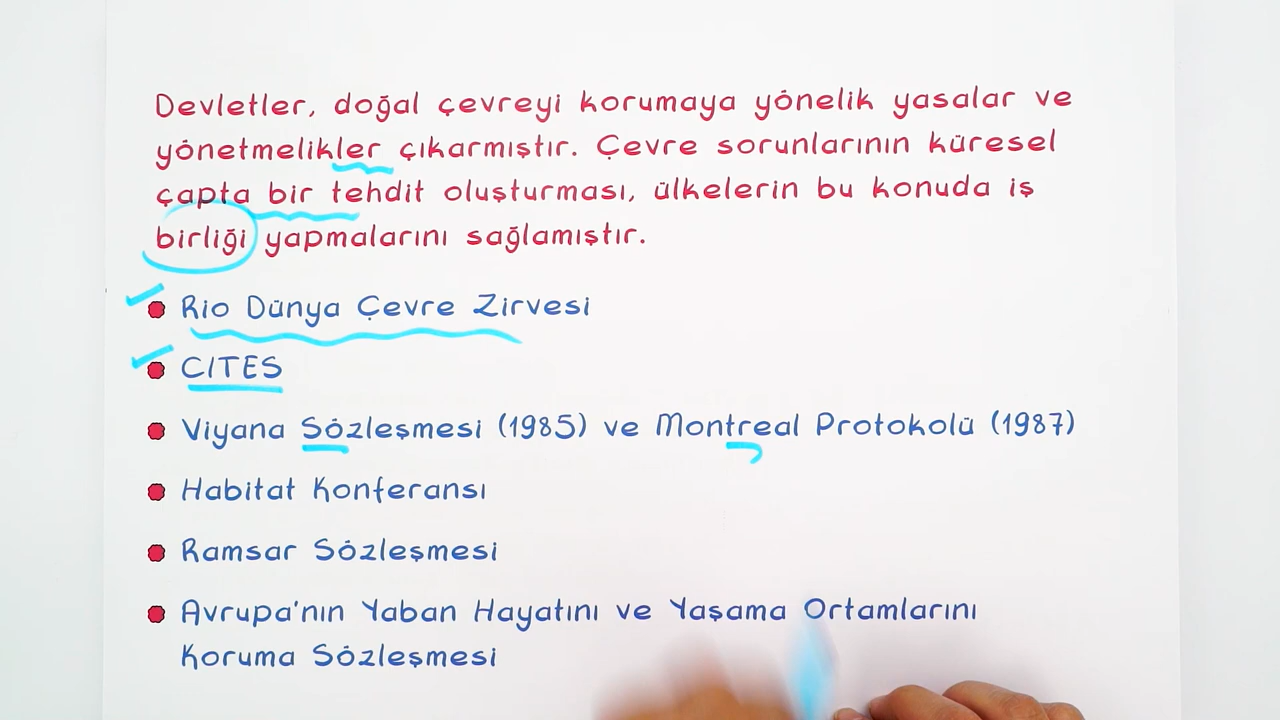 Devletler, doğal çevreyi korumaya yönelik yasalar ve
yönetmelikler çıkarmıştır. Çevre sorunlarının küresel
çapta bir tehdit oluşturması, ülkelerin bu konuda iş
birliği yapmalarını sağlamıştır.
Rio Dünya Çevre Zirvesi
CITES
Viyana Sözleşmesi (1985) ve Montreal Protokolü (1987)
Habitat Konferansı
Ramsar Sözleşmesi
Avrupa'nın Yaban Hayatını ve Yaşama Ortamlarını
Koruma Sözleşmesi